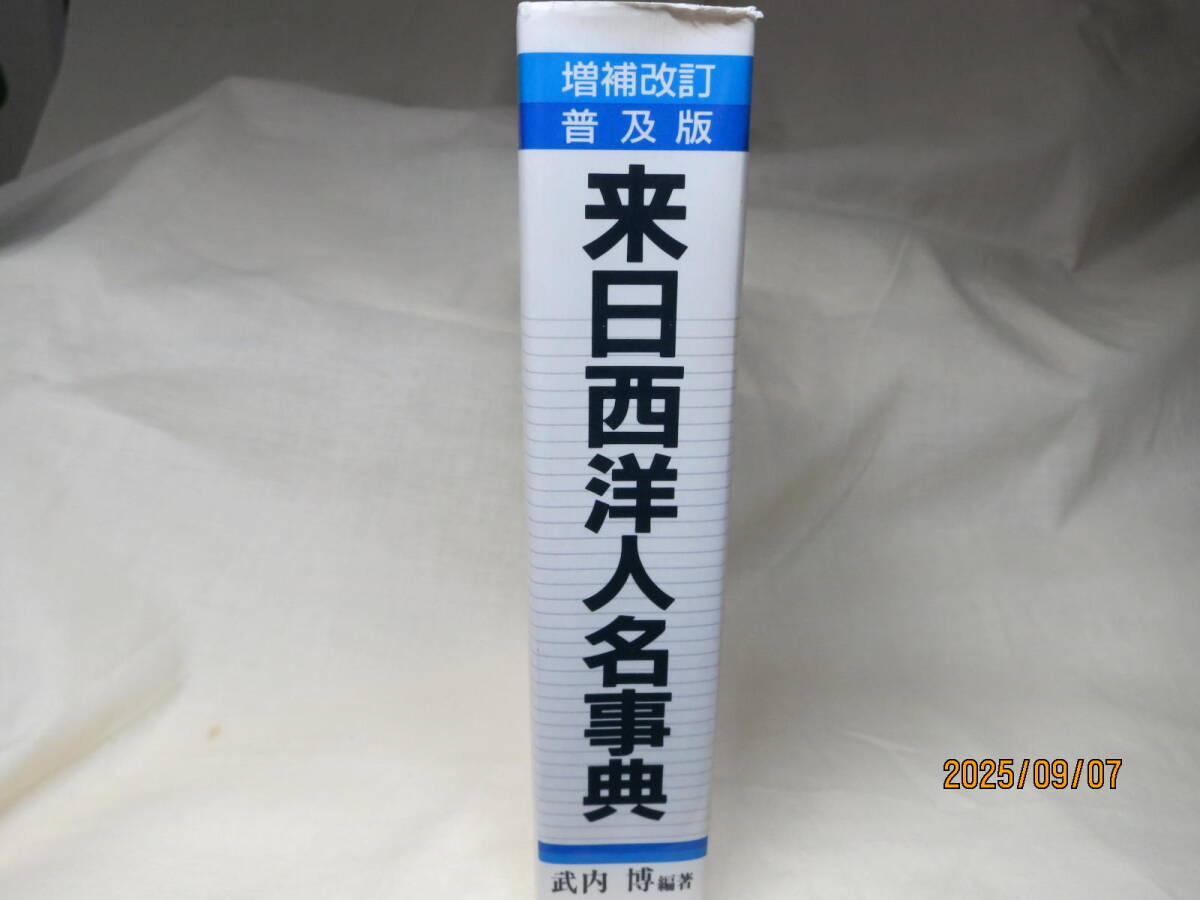 増補改訂
普及版
来日西洋人名事典
武内 博編著
2025/09/07